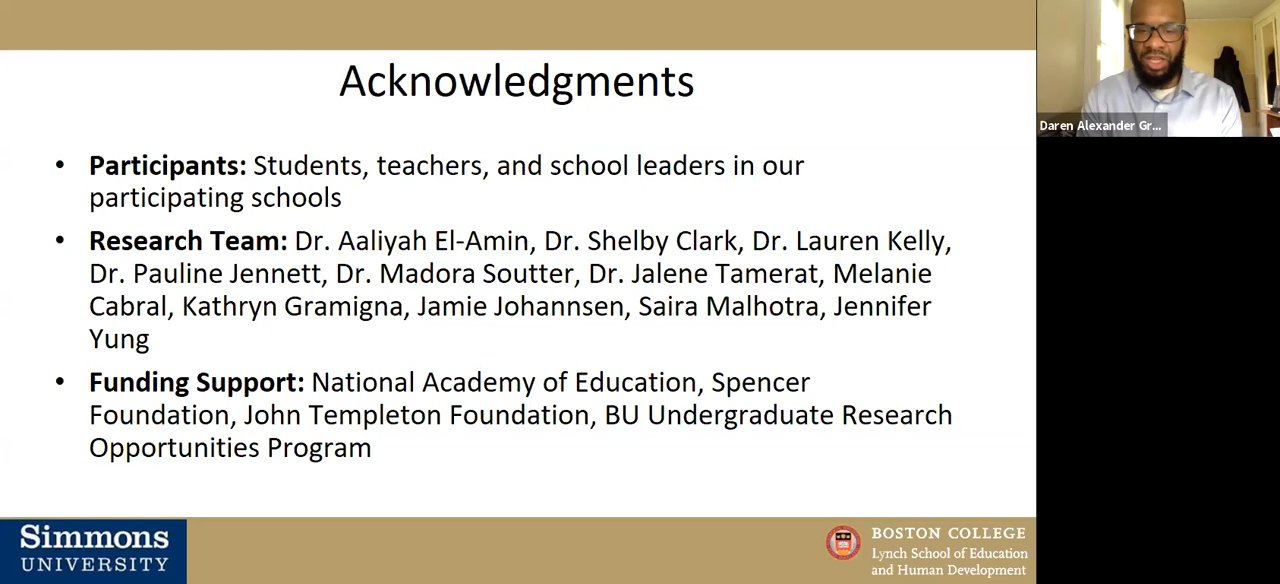 Acknowledgments
• Participants: Students, teachers, and school leaders in our
participating schools
• Research Team: Dr. Aaliyah El-Amin, Dr. Shelby Clark, Dr. Lauren Kelly,
Dr. Pauline Jennett, Dr. Madora Soutter, Dr. Jalene Tamerat, Melanie
Cabral, Kathryn Gramigna, Jamie Johannsen, Saira Malhotra, Jennifer
Yung
• Funding Support: National Academy of Education, Spencer
Foundation, John Templeton Foundation, BU Undergraduate Research
Opportunities Program
Simmons
UNIVERSITY
BOSTON COLLEGE
Lynch School of Education
and Human Development
Daren Alexander Gr...